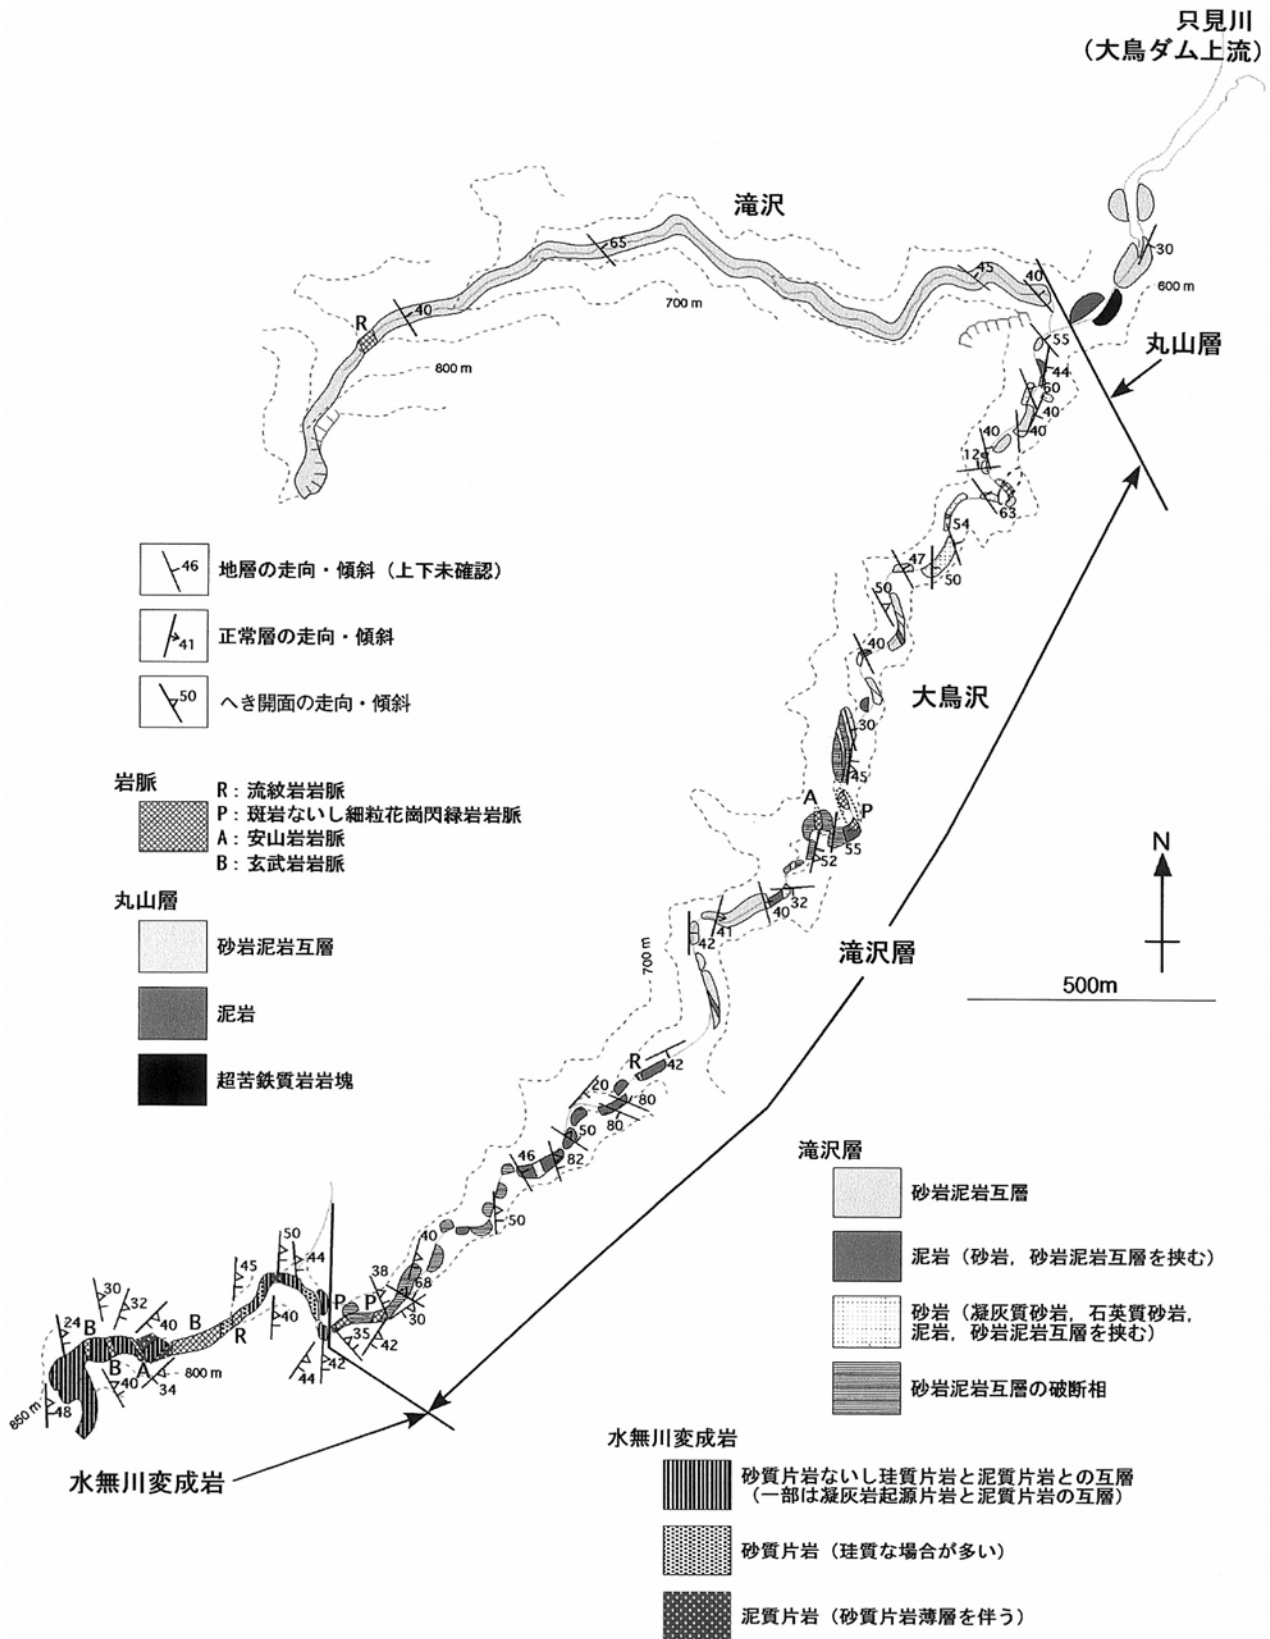 只見川
（大鳥ダム上流）
滝沢
30
600 m
65
45
40
700 m
40
R
丸山層
55
800 m
44
60
40
40
40
12
63
54
47
50
50
46 地層の走向・傾斜（上下未確認）
41 正常層の走向・傾斜
50 へき開面の走向・傾斜
40
大鳥沢
30
45
A
P
55
52
岩脈
R：流紋岩岩脈
P：斑岩ないし細粒花崗閃緑岩岩脈
A：安山岩岩脈
B：玄武岩岩脈
N
32
40
41
42
丸山層
砂岩泥岩互層
泥岩
超苦鉄質岩岩塊
700 m
滝沢層
500m
R
42
20
80
80
50
46
82
50
40
68
38
P
P
30
35
42
50
44
45
40
44
42
30
32
40
24
B
B
R
B
A
40
34
800 m
48
850 m
水無川変成岩
滝沢層
砂岩泥岩互層
泥岩（砂岩，砂岩泥岩互層を挟む）
砂岩（凝灰質砂岩，石英質砂岩，
泥岩，砂岩泥岩互層を挟む）
砂岩泥岩互層の破断相
水無川変成岩
砂質片岩ないし珪質片岩と泥質片岩との互層
（一部は凝灰岩起源片岩と泥質片岩の互層）
砂質片岩（珪質な場合が多い）
泥質片岩（砂質片岩薄層を伴う）